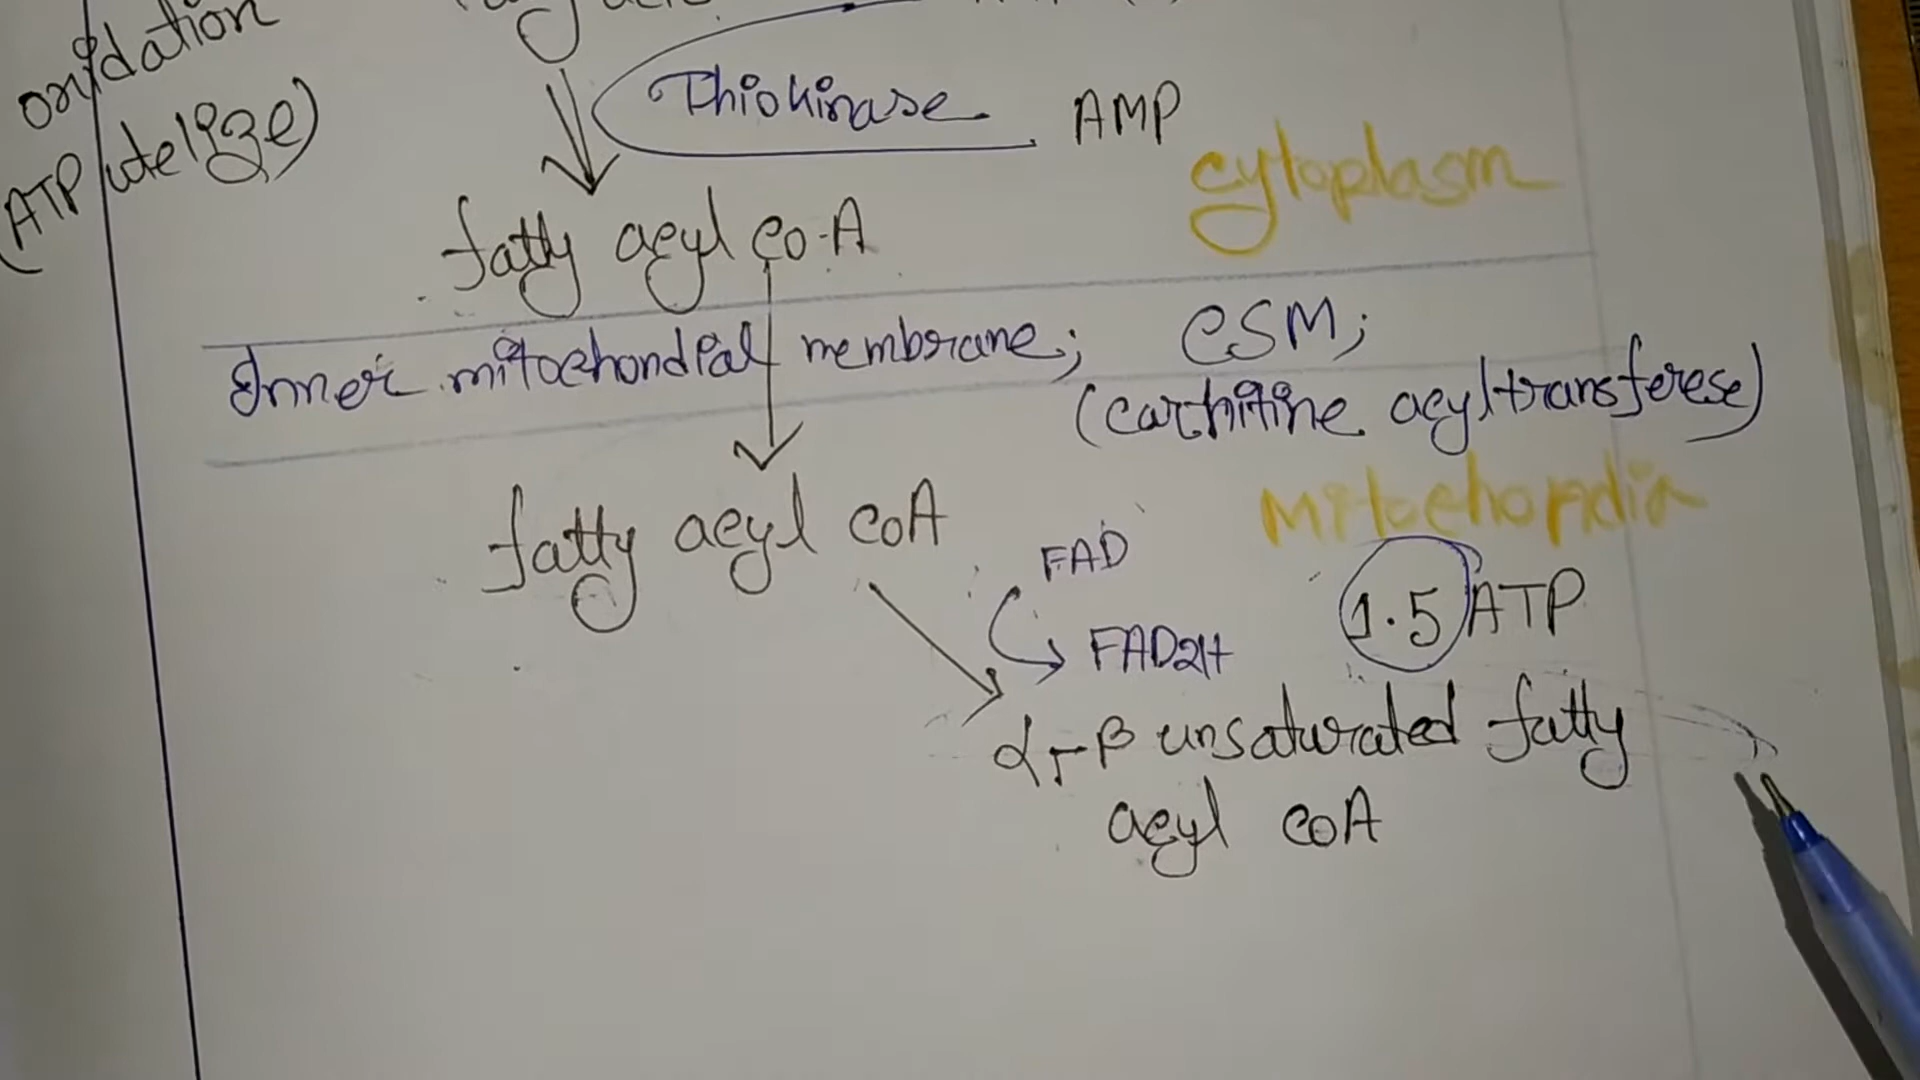 oxidation
(ATP utelize)
Thiokinase
AMP
cytoplasm
fatty acyl co-A
Inner mitochondrial membrane;
CSM;
(carnitine acyltransferese)
Mitochondria
fatty acyl coA
FAD
FAD2H
1.5 ATP
α-β unsaturated fatty
acyl coA